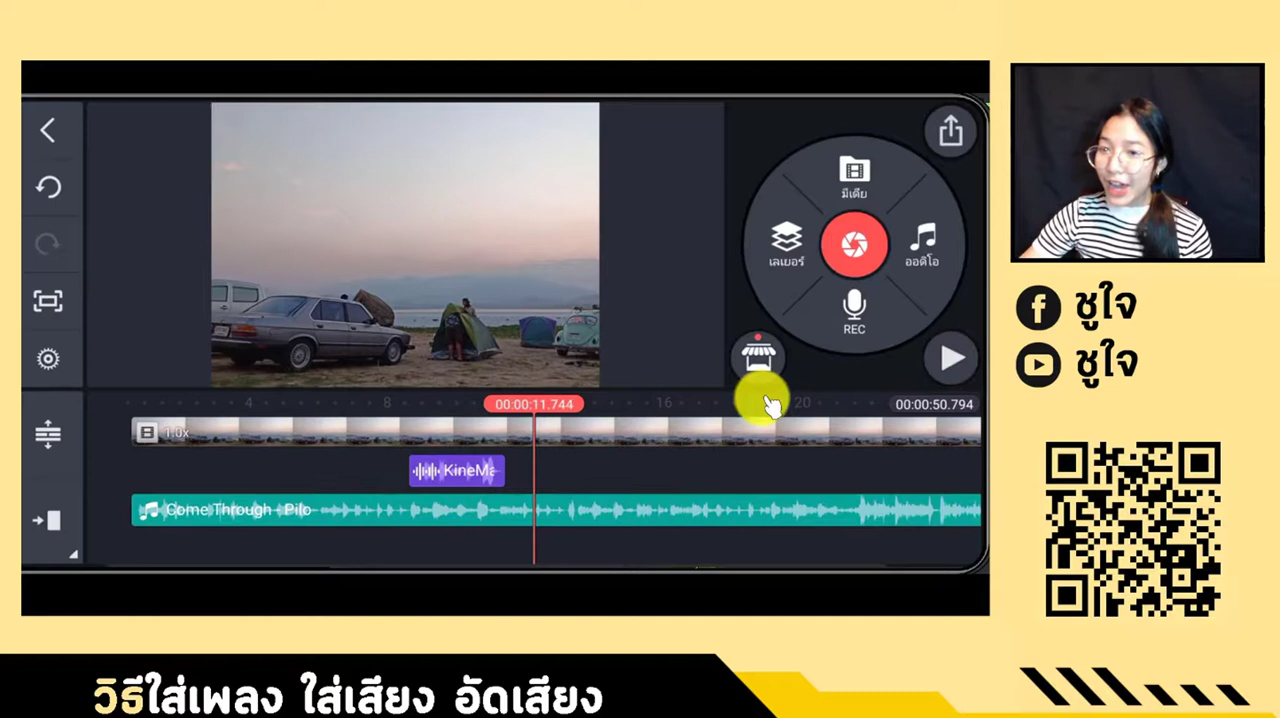 มีเดีย
เลเยอร์
ออดิโอ
REC
4
8
00:00:11.744
16
20
00:00:50.794
1.0x
KineMa
Come Through - Pilo
ชูใจ
ชูใจ
วิธีใส่เพลง ใส่เสียง อัดเสียง